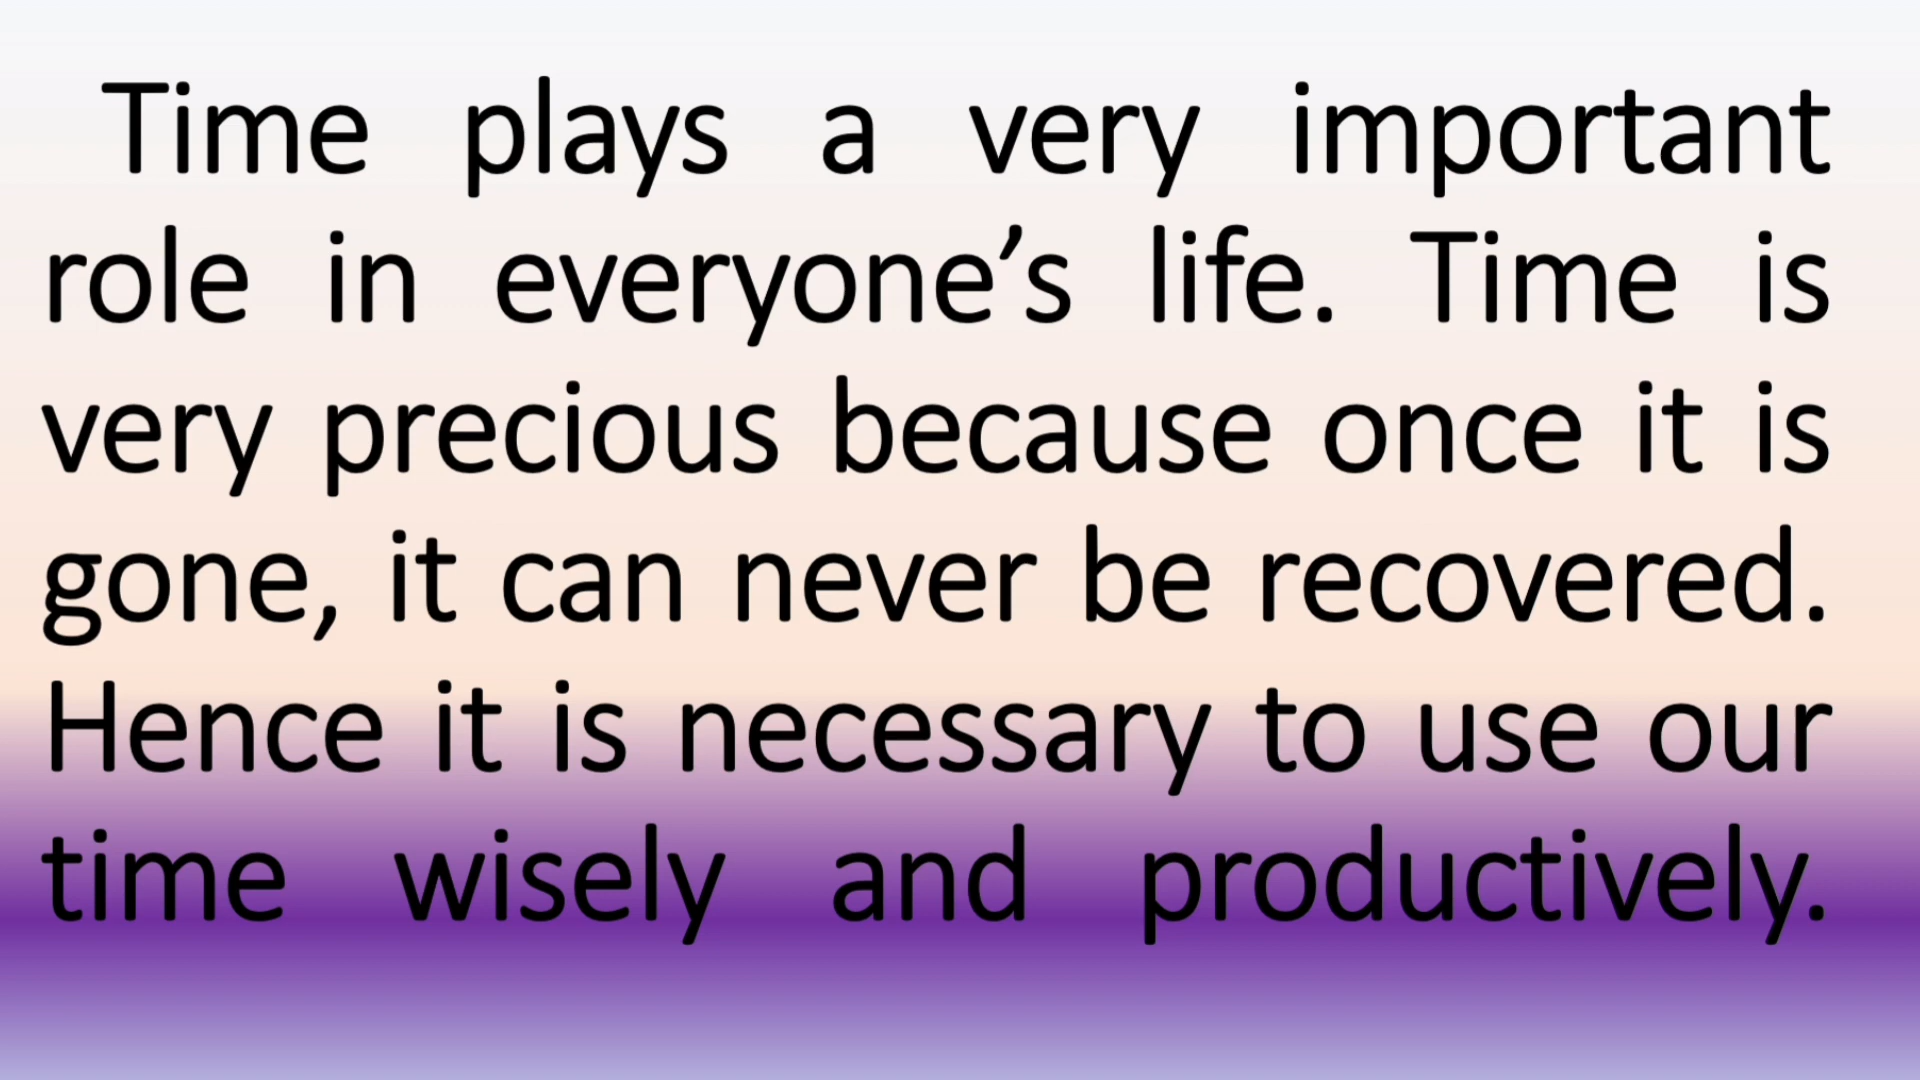 Time plays a very important
role in everyone’s life. Time is
very precious because once it is
gone, it can never be recovered.
Hence it is necessary to use our
time wisely and productively.